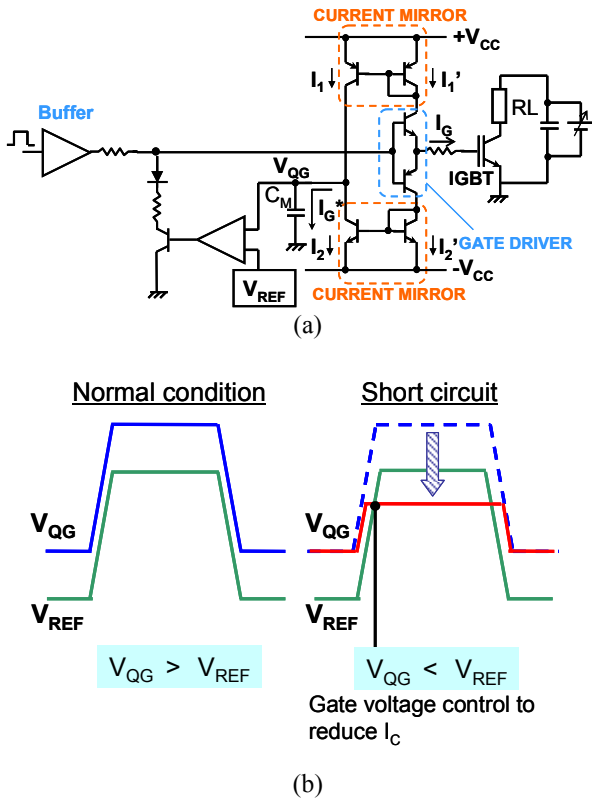 CURRENT MIRROR
+VCC
I1
I1'
Buffer
IG
RL
VQG
IGBT
CM
IG*
GATE DRIVER
I2
I2'
VREF
-VCC
CURRENT MIRROR
(a)
Normal condition
Short circuit
VQG
VQG
VREF
VREF
VQG > VREF
VQG < VREF
Gate voltage control to
reduce IC
(b)